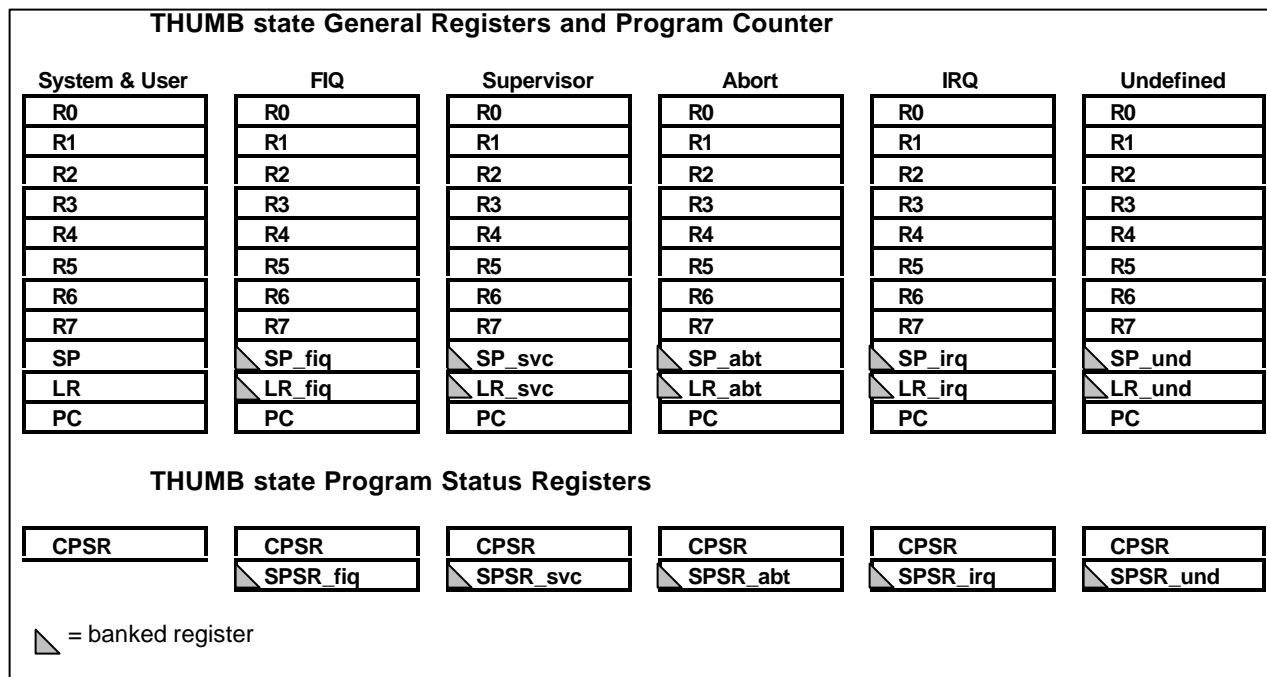 THUMB state General Registers and Program Counter
System & User FIQ Supervisor Abort IRQ Undefined
R0 R0 R0 R0 R0 R0
R1 R1 R1 R1 R1 R1
R2 R2 R2 R2 R2 R2
R3 R3 R3 R3 R3 R3
R4 R4 R4 R4 R4 R4
R5 R5 R5 R5 R5 R5
R6 R6 R6 R6 R6 R6
R7 R7 R7 R7 R7 R7
SP SP_fiq SP_svc SP_abt SP_irq SP_und
LR LR_fiq LR_svc LR_abt LR_irq LR_und
PC PC PC PC PC PC
THUMB state Program Status Registers
CPSR CPSR CPSR CPSR CPSR CPSR
SPSR_fiq SPSR_svc SPSR_abt SPSR_irq SPSR_und
= banked register